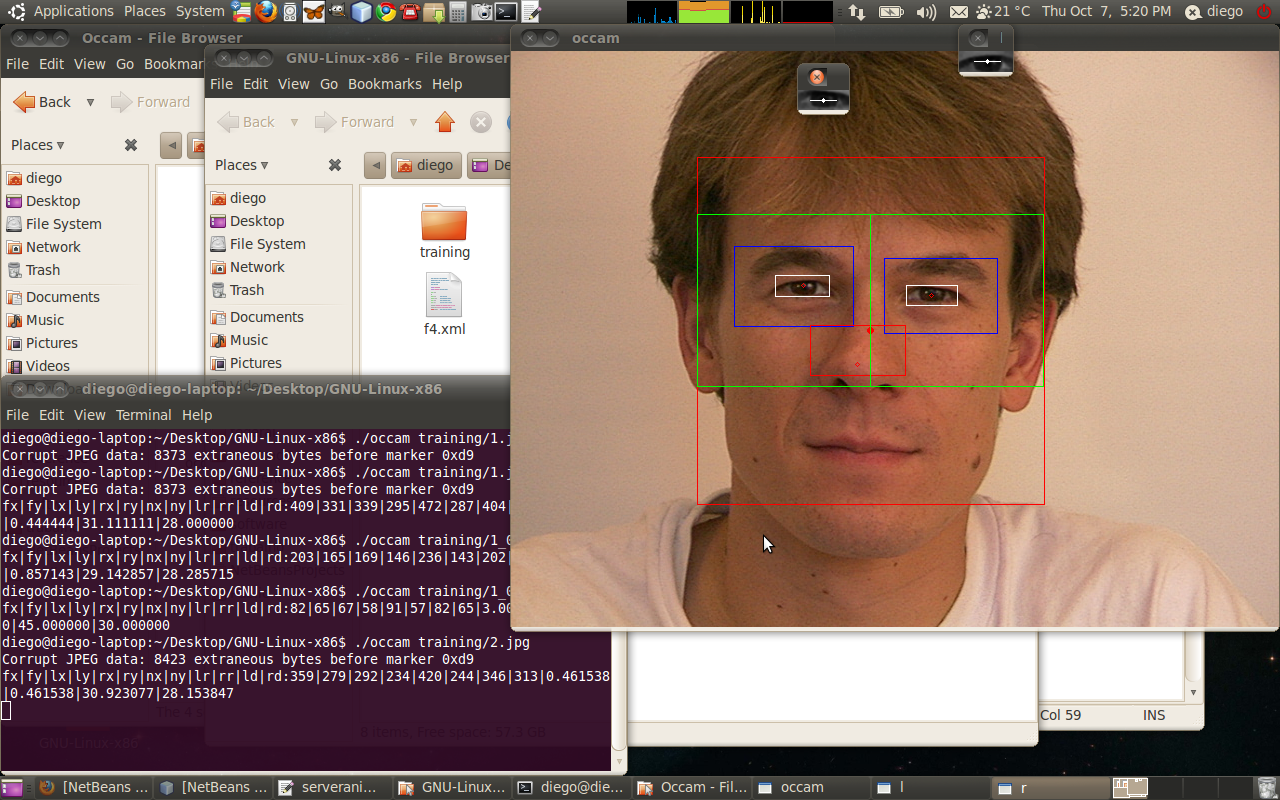 Applications Places System 21 °C Thu Oct 7, 5:20 PM diego
Occam - File Browser
File Edit View Go Bookmar
Back Forward
Places
diego
Desktop
File System
Network
Trash
Documents
Music
Pictures
Videos
GNU-Linux-x86 - File Browser
File Edit View Go Bookmarks Help
Back Forward
Places
diego De
diego
Desktop
File System
Network
Trash
Documents
Music
Pictures
training
f4.xml
occam
diego@diego-laptop: ~/Desktop/GNU-Linux-x86
File Edit View Terminal Help
diego@diego-laptop:~/Desktop/GNU-Linux-x86$ ./occam training/1.j
Corrupt JPEG data: 8373 extraneous bytes before marker 0xd9
diego@diego-laptop:~/Desktop/GNU-Linux-x86$ ./occam training/1.j
Corrupt JPEG data: 8373 extraneous bytes before marker 0xd9
fx|fy|lx|ly|rx|ry|nx|ny|lr|rr|ld|rd:409|331|339|295|472|287|404|
|0.444444|31.111111|28.000000
diego@diego-laptop:~/Desktop/GNU-Linux-x86$ ./occam training/1_0
fx|fy|lx|ly|rx|ry|nx|ny|lr|rr|ld|rd:203|165|169|146|236|143|202|
|0.857143|29.142857|28.285715
diego@diego-laptop:~/Desktop/GNU-Linux-x86$ ./occam training/1_0
fx|fy|lx|ly|rx|ry|nx|ny|lr|rr|ld|rd:82|65|67|58|91|57|82|65|3.00
0|45.000000|30.000000
diego@diego-laptop:~/Desktop/GNU-Linux-x86$ ./occam training/2.jpg
Corrupt JPEG data: 8423 extraneous bytes before marker 0xd9
fx|fy|lx|ly|rx|ry|nx|ny|lr|rr|ld|rd:359|279|292|234|420|244|346|313|0.461538
|0.461538|30.923077|28.153847
GNU-Linux-x86
8 items, Free space: 57.3 GB
Col 59 INS
[NetBeans ... [NetBeans ... serverani... GNU-Linux... diego@die... Occam - Fil... occam l r